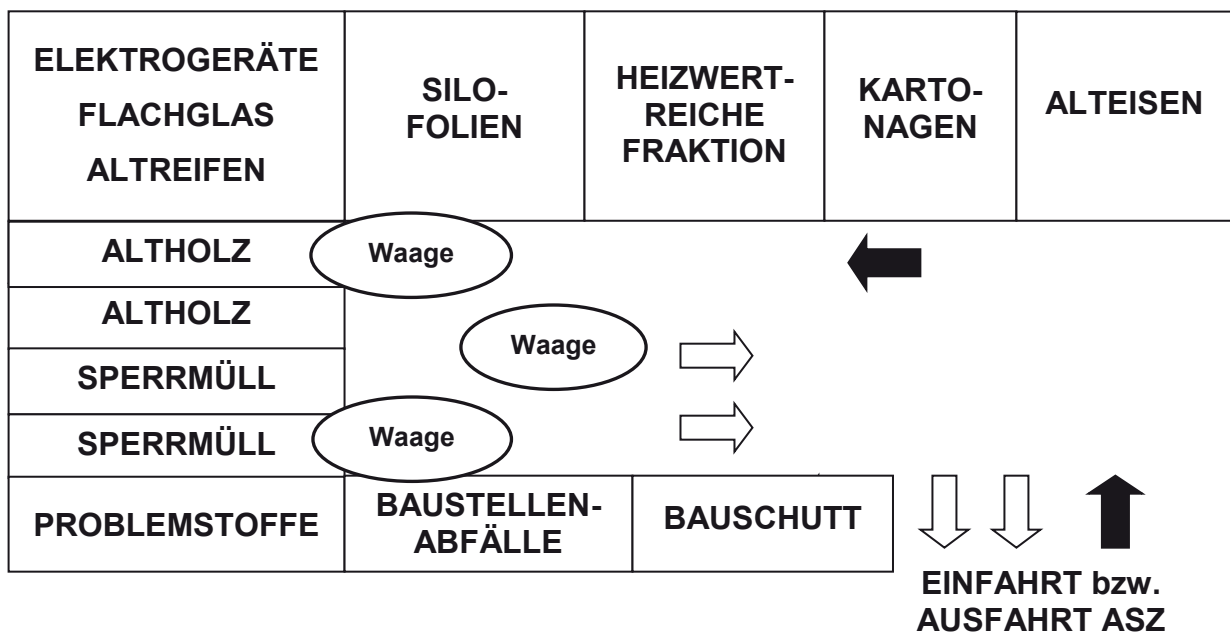 ELEKTROGERÄTE
FLACHGLAS
ALTREIFEN
SILO-
FOLIEN
HEIZWERT-
REICHE
FRAKTION
KARTO-
NAGEN
ALTEISEN
ALTHOLZ
Waage
ALTHOLZ
Waage
SPERRMÜLL
SPERRMÜLL
Waage
PROBLEMSTOFFE
BAUSTELLEN-
ABFÄLLE
BAUSCHUTT
EINFAHRT bzw.
AUSFAHRT ASZ